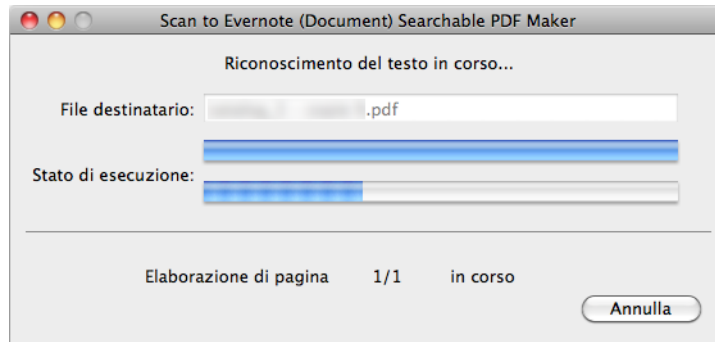 Scan to Evernote (Document) Searchable PDF Maker
Riconoscimento del testo in corso...
File destinatario: .pdf
Stato di esecuzione:
Elaborazione di pagina 1/1 in corso
Annulla